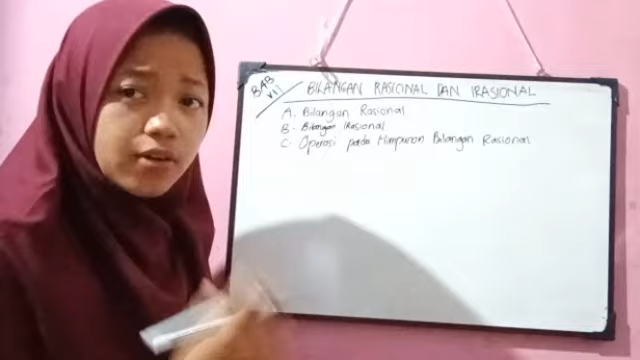 BAB
VII
BILANGAN RASIONAL DAN IRASIONAL
A. Bilangan Rasional
B. Bilangan IRasional
C. Operasi pada Himpunan Bilangan Rasional